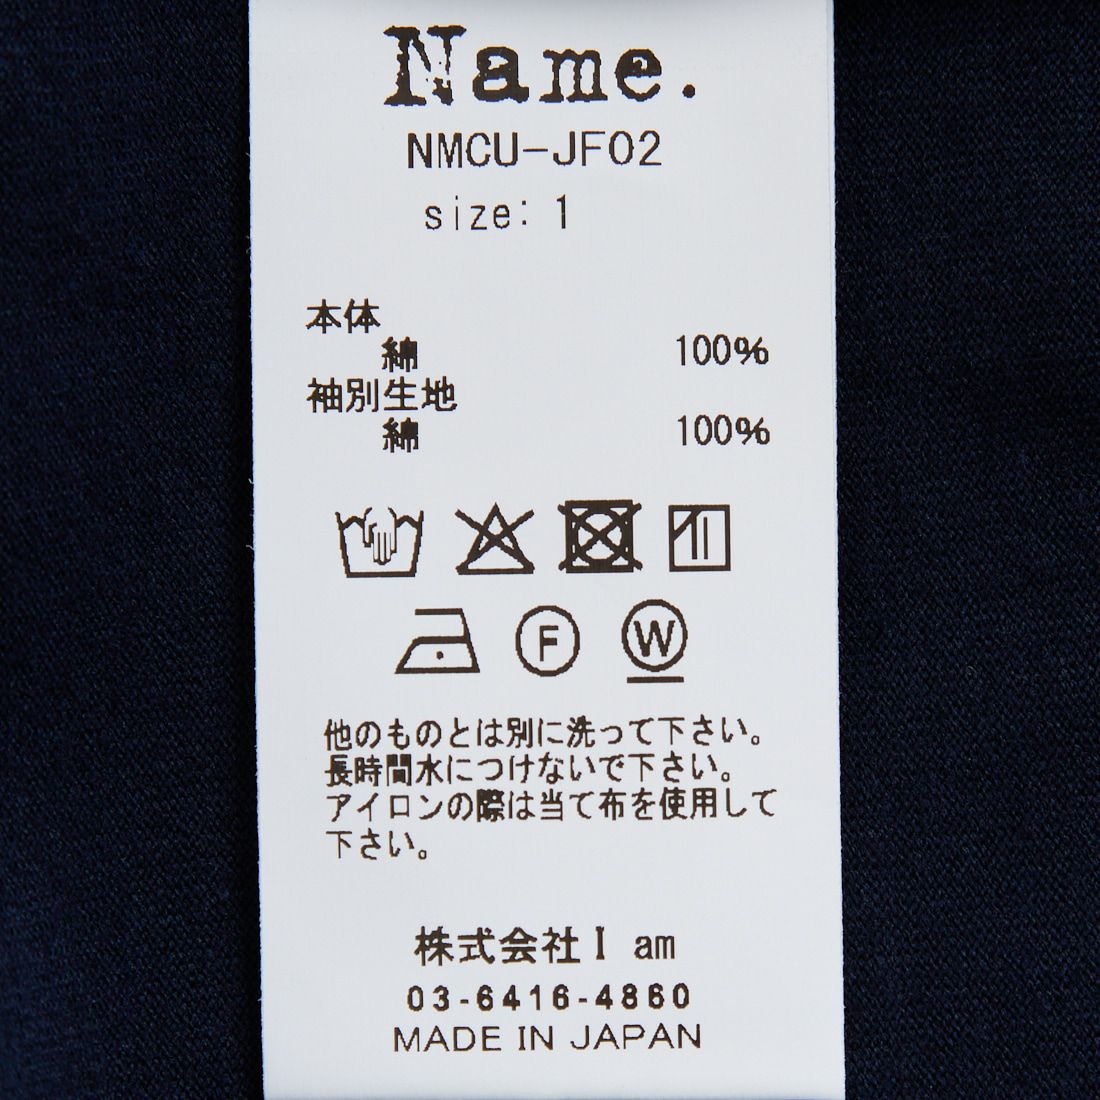 Name.
NMCU-JF02
size: 1
本体
綿 100%
袖別生地
綿 100%
F W
他のものとは別に洗って下さい。
長時間水につけないで下さい。
アイロンの際は当て布を使用して
下さい。
株式会社I am
03-6416-4860
MADE IN JAPAN